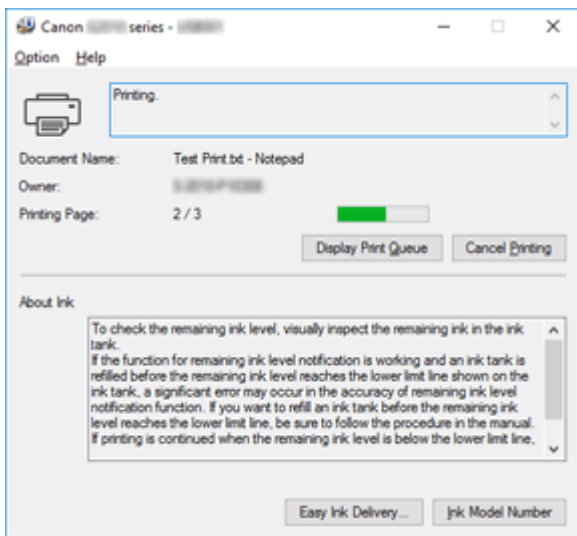 Canon series -
Option Help
Printing.
Document Name: Test Print.txt - Notepad
Owner:
Printing Page: 2 / 3
Display Print Queue Cancel Printing
About Ink
To check the remaining ink level, visually inspect the remaining ink in the ink
tank.
If the function for remaining ink level notification is working and an ink tank is
refilled before the remaining ink level reaches the lower limit line shown on the
ink tank, a significant error may occur in the accuracy of remaining ink level
notification function. If you want to refill an ink tank before the remaining ink
level reaches the lower limit line, be sure to follow the procedure in the manual.
If printing is continued when the remaining ink level is below the lower limit line,
Easy Ink Delivery... Ink Model Number